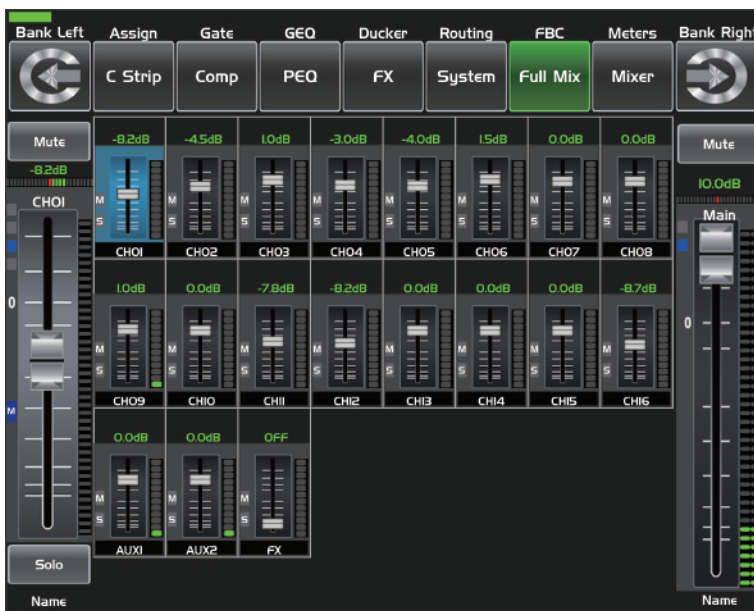 Bank Left Assign Gate GEQ Ducker Routing FBC Meters Bank Right
C Strip Comp PEQ FX System Full Mix Mixer
Mute -8.2dB -4.5dB 1.0dB -3.0dB -4.0dB 1.5dB 0.0dB 0.0dB Mute
-8.2dB 10.0dB
CH01 M M M M M M M M Main
S S S S S S S S
CH01 CH02 CH03 CH04 CH05 CH06 CH07 CH08
1.0dB 0.0dB -7.8dB -8.2dB 0.0dB 0.0dB 0.0dB -8.7dB
0 0
M M M M M M M M
S S S S S S S S
CH09 CH10 CH11 CH12 CH13 CH14 CH15 CH16
M
0.0dB 0.0dB OFF
M M M
S S S
AUX1 AUX2 FX
Solo
Name Name